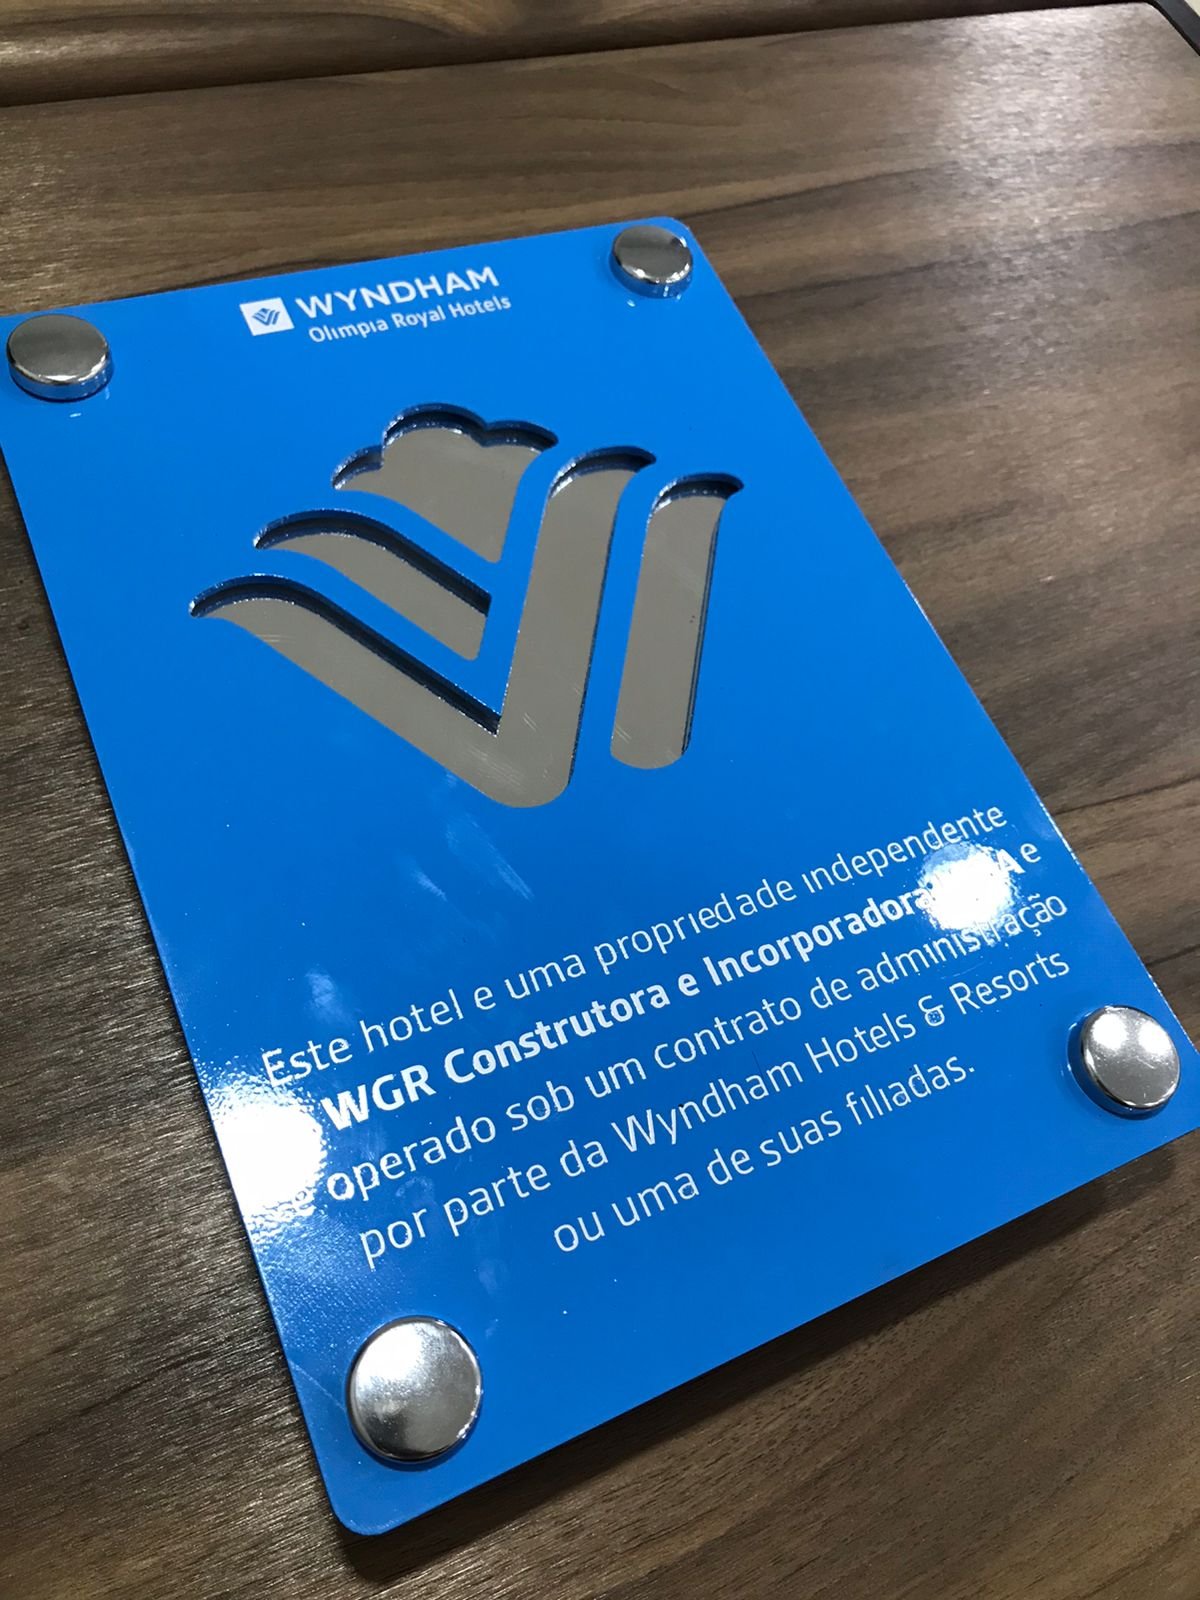 WYNDHAM
Olímpia Royal Hotels
Este hotel e uma propriedade independente
WGR Construtora e Incorporadora e
e operado sob um contrato de administração
por parte da Wyndham Hotels & Resorts
ou uma de suas filiadas.